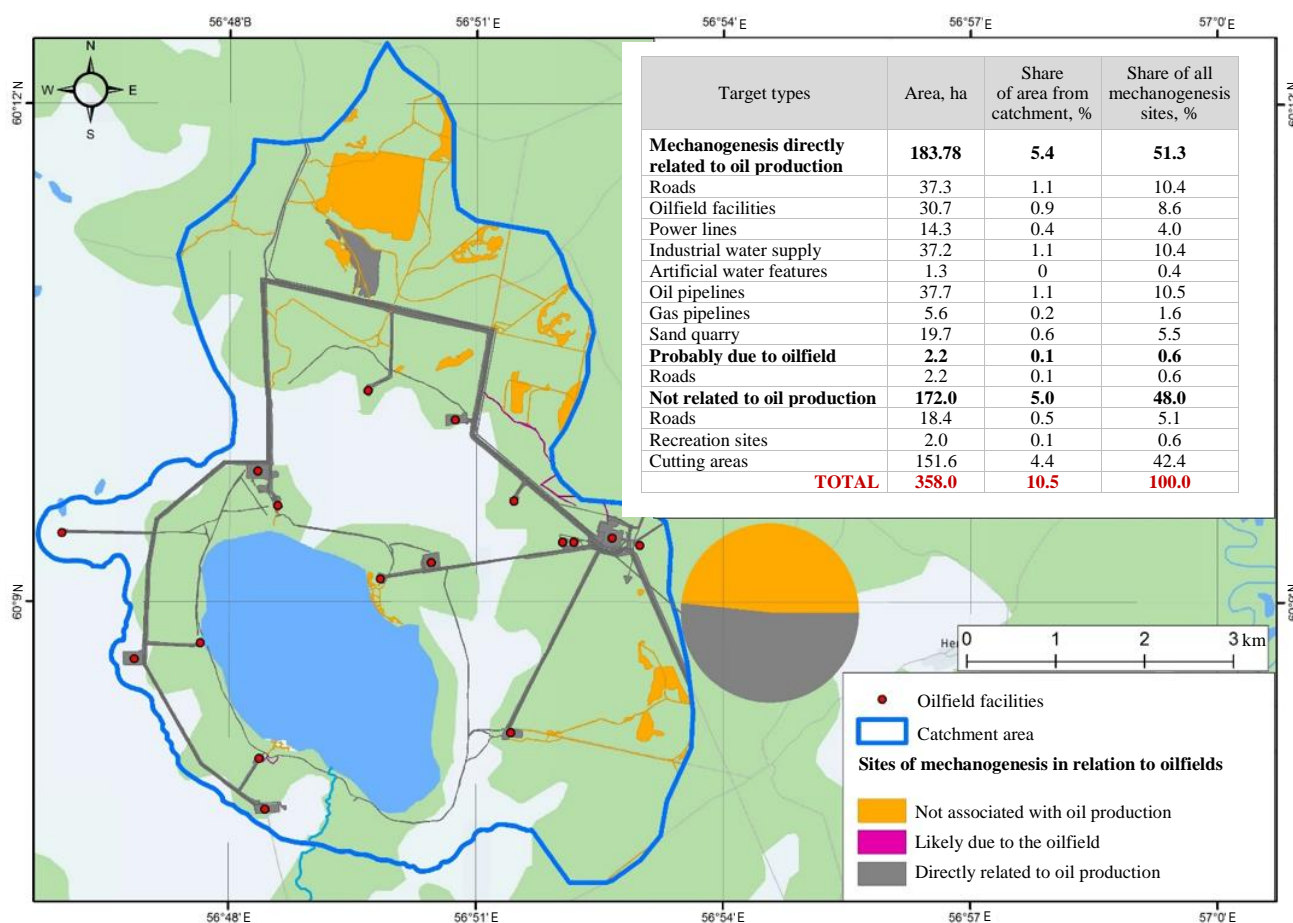 56°48'B 56°51' E 56°54' E 56°57' E 57°0' E
60°12'N
N
W E
S
Target types Area, ha Share of area from catchment, % Share of all mechanogenesis sites, %
Mechanogenesis directly related to oil production 183.78 5.4 51.3
Roads 37.3 1.1 10.4
Oilfield facilities 30.7 0.9 8.6
Power lines 14.3 0.4 4.0
Industrial water supply 37.2 1.1 10.4
Artificial water features 1.3 0 0.4
Oil pipelines 37.7 1.1 10.5
Gas pipelines 5.6 0.2 1.6
Sand quarry 19.7 0.6 5.5
Probably due to oilfield 2.2 0.1 0.6
Roads 2.2 0.1 0.6
Not related to oil production 172.0 5.0 48.0
Roads 18.4 0.5 5.1
Recreation sites 2.0 0.1 0.6
Cutting areas 151.6 4.4 42.4
TOTAL 358.0 10.5 100.0
60°9'N
0 1 2 3 km
Oilfield facilities
Catchment area
Sites of mechanogenesis in relation to oilfields
Not associated with oil production
Likely due to the oilfield
Directly related to oil production
56°48' E 56°51' E 56°54' E 56°57' E 57°0' E